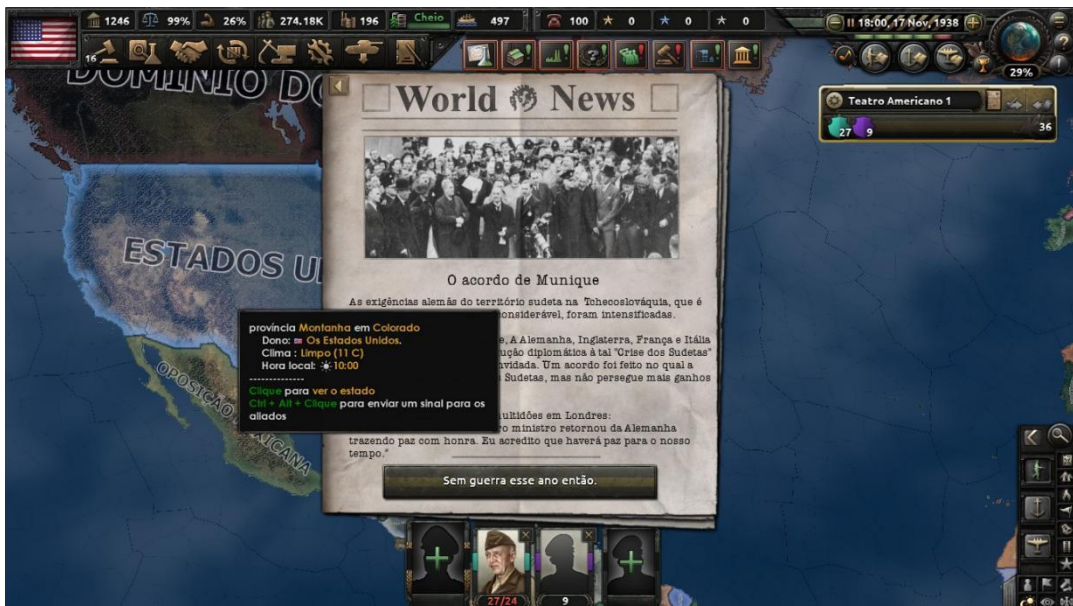 1246 99% 26% 274.18K 196 Cheio 497 100 0 0 0 18:00, 17 Nov, 1938
16
29%
DOMÍNIO DO
World News
Teatro Americano 1
27 9 36
ESTADOS U
O acordo de Munique
As exigências alemãs do território sudeta na Tchecoslováquia, que é
onsiderável, foram intensificadas.
província Montanha em Colorado
Dono: Os Estados Unidos.
Clima : Limpo (11 C)
Hora local: 10:00
--------------
Clique para ver o estado
Ctrl + Alt + Clique para enviar um sinal para os
aliados
e, A Alemanha, Inglaterra, França e Itália
ução diplomática à tal "Crise dos Sudetas"
nvidada. Um acordo foi feito no qual a
Sudetas, mas não persegue mais ganhos
OPOSIÇÃO MEXICANA
ultidões em Londres:
ro ministro retornou da Alemanha
trazendo paz com honra. Eu acredito que haverá paz para o nosso
tempo."
Sem guerra esse ano então.
27/24 9